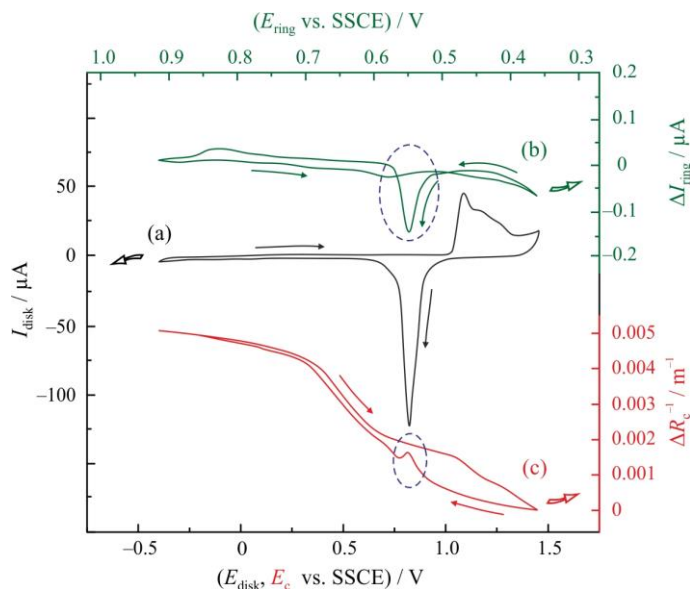 (E_ring vs. SSCE) / V
1.0 0.9 0.8 0.7 0.6 0.5 0.4 0.3
0.2
0.1
0
−0.1
−0.2
ΔI_ring / µA
(b)
(a)
50
0
−50
−100
I_disk / µA
0.005
0.004
0.003
0.002
0.001
0
ΔR_c⁻¹ / m⁻¹
(c)
−0.5 0 0.5 1.0 1.5
(E_disk, E_c vs. SSCE) / V